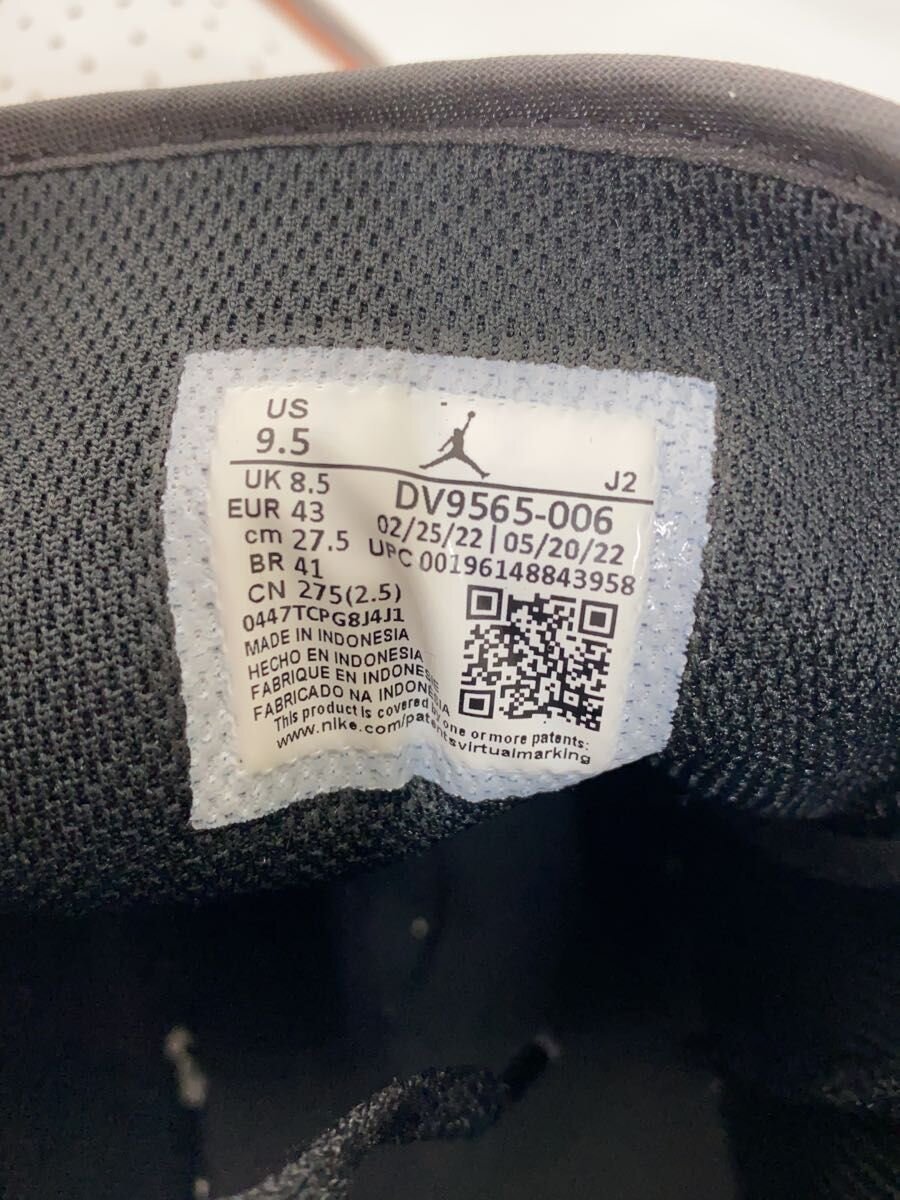 US
9.5
J2
UK 8.5
EUR 43
cm 27.5
BR 41
CN 275(2.5)
DV9565-006
02/25/22 | 05/20/22
UPC 00196148843958
0447TCPG8J4J1
MADE IN INDONESIA
HECHO EN INDONESIA
FABRIQUE EN INDONESIE
FABRICADO NA INDONÉSIA
This product is covered by one or more patents:
www.nike.com/patentsvirtualmarking